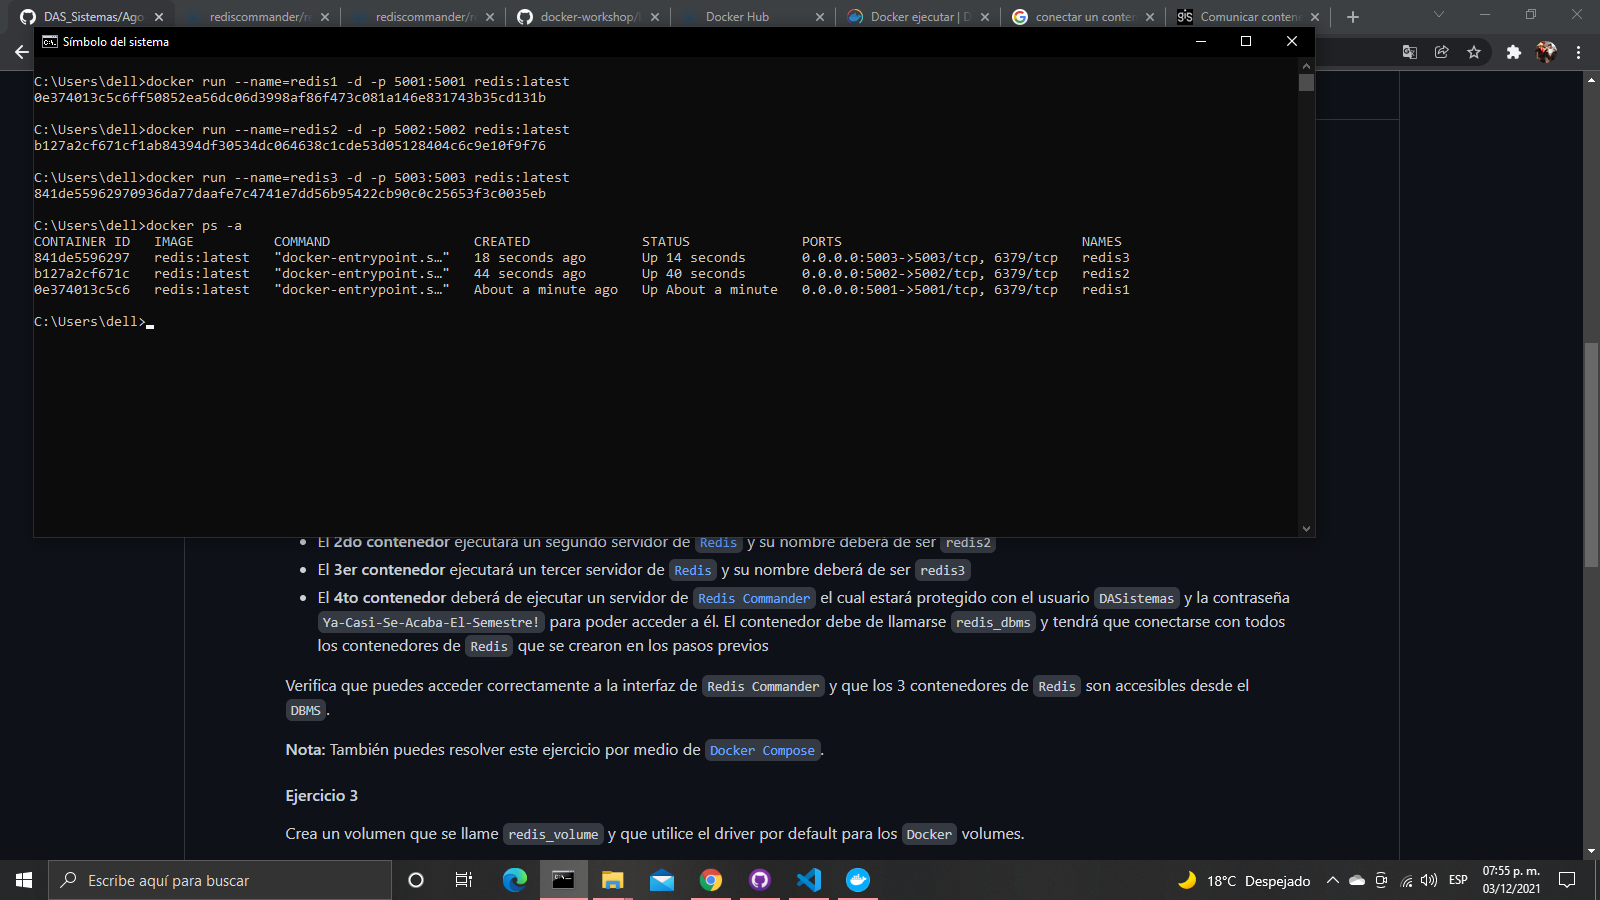 DAS_Sistemas/Ago
rediscommander/re
rediscommander/re
docker-workshop/
Docker Hub
Docker ejecutar | D
conectar un conten
gis
Comunicar conten
Símbolo del sistema
C:\Users\dell>docker run --name=redis1 -d -p 5001:5001 redis:latest
0e374013c5c6ff50852ea56dc06d3998af86f473c081a146e831743b35cd131b
C:\Users\dell>docker run --name=redis2 -d -p 5002:5002 redis:latest
b127a2cf671cf1ab84394df30534dc064638c1cde53d05128404c6c9e10f9f76
C:\Users\dell>docker run --name=redis3 -d -p 5003:5003 redis:latest
841de55962970936da77daafe7c4741e7dd56b95422cb90c0c25653f3c0035eb
C:\Users\dell>docker ps -a
CONTAINER ID   IMAGE          COMMAND                  CREATED              STATUS              PORTS                              NAMES
841de5596297   redis:latest   "docker-entrypoint.s…"   18 seconds ago       Up 14 seconds       0.0.0.0:5003->5003/tcp, 6379/tcp   redis3
b127a2cf671c   redis:latest   "docker-entrypoint.s…"   44 seconds ago       Up 40 seconds       0.0.0.0:5002->5002/tcp, 6379/tcp   redis2
0e374013c5c6   redis:latest   "docker-entrypoint.s…"   About a minute ago   Up About a minute   0.0.0.0:5001->5001/tcp, 6379/tcp   redis1
C:\Users\dell>
El 2do contenedor ejecutará un segundo servidor de Redis y su nombre deberá de ser redis2
El 3er contenedor ejecutará un tercer servidor de Redis y su nombre deberá de ser redis3
El 4to contenedor deberá de ejecutar un servidor de Redis Commander el cual estará protegido con el usuario DASistemas y la contraseña
Ya-Casi-Se-Acaba-El-Semestre! para poder acceder a él. El contenedor debe de llamarse redis_dbms y tendrá que conectarse con todos
los contenedores de Redis que se crearon en los pasos previos
Verifica que puedes acceder correctamente a la interfaz de Redis Commander y que los 3 contenedores de Redis son accesibles desde el
DBMS.
Nota: También puedes resolver este ejercicio por medio de Docker Compose.
Ejercicio 3
Crea un volumen que se llame redis_volume y que utilice el driver por default para los Docker volumes.
Escribe aquí para buscar
18°C Despejado
ESP
07:55 p. m.
03/12/2021